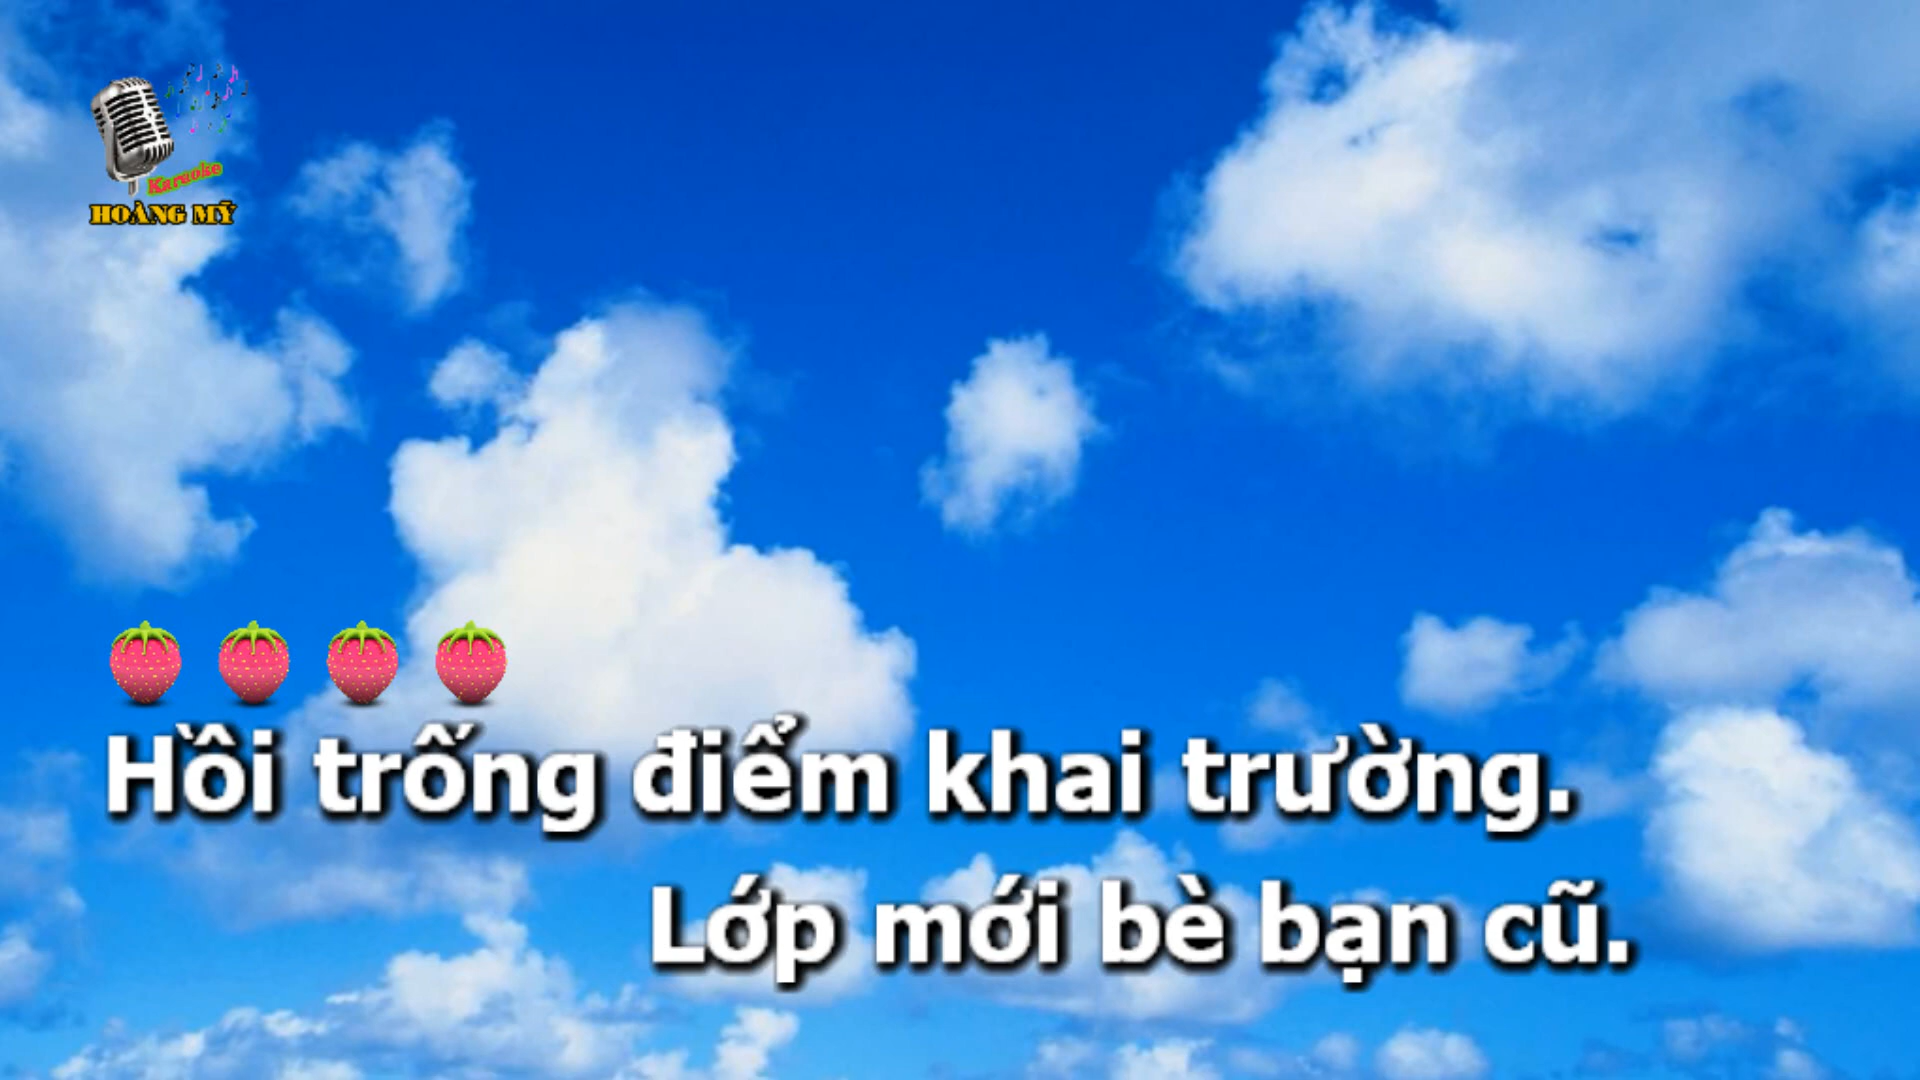 Karaoke
HOÀNG MỸ
Hồi trống điểm khai trường.
Lớp mới bè bạn cũ.